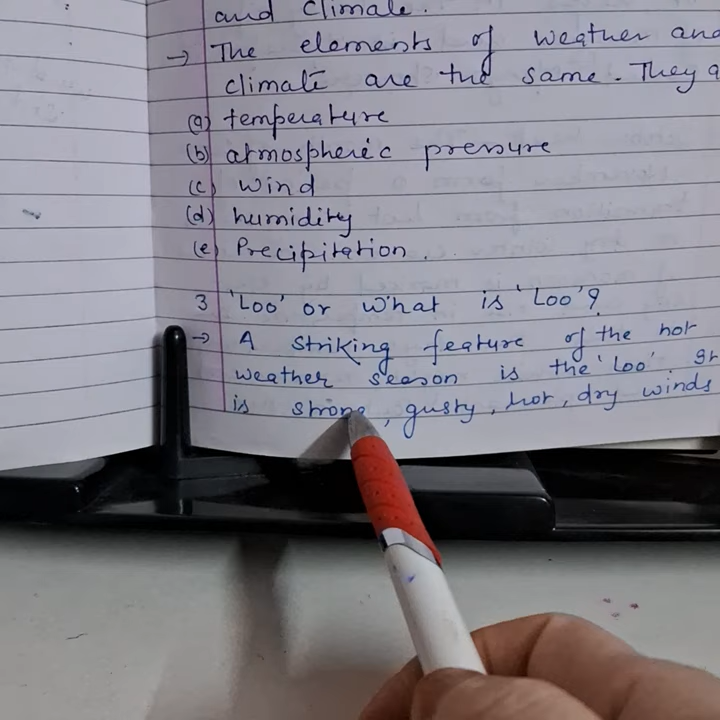 and climate.
→ The elements of weather and
climate are the same. They a
(a) temperature
(b) atmospheric pressure
(c) wind
(d) humidity
(e) Precipitation.
3 'Loo' or What is 'Loo'?
→ A striking feature of the hot
weather season is the 'loo'. It
is strong, gusty, hot, dry winds